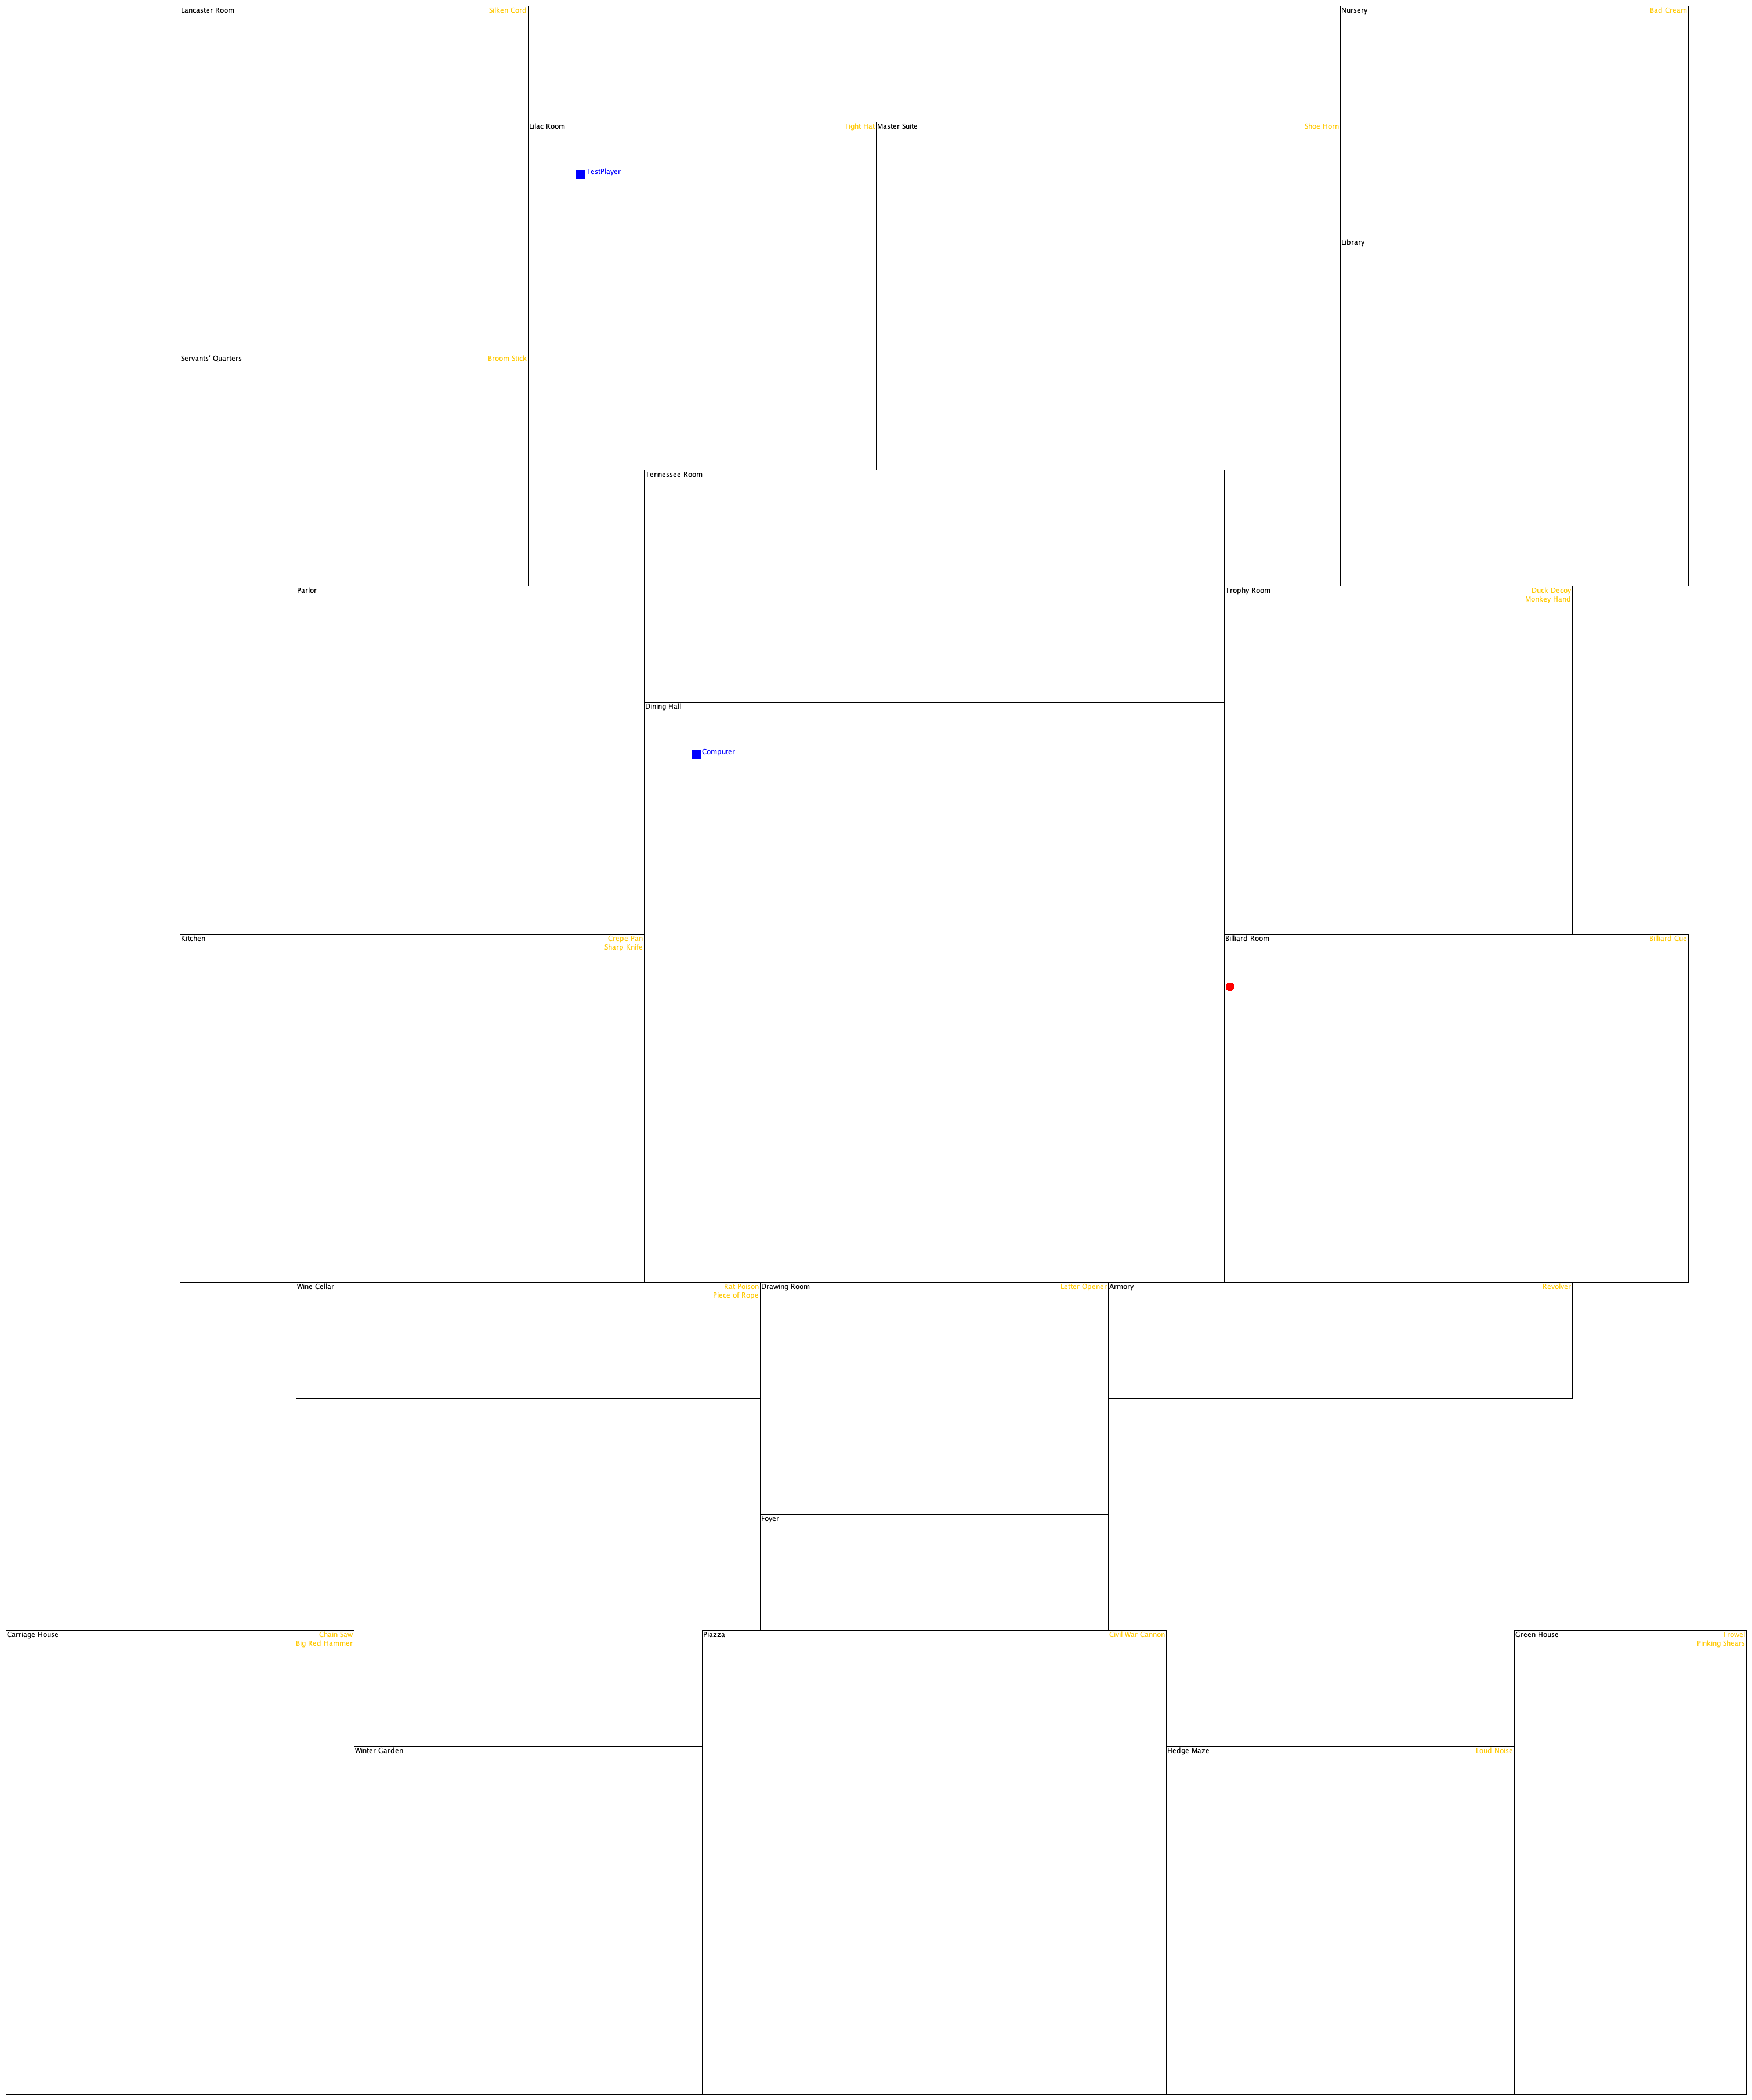 Lancaster Room Silken Cord
Nursery Bad Cream
Lilac Room Tight Hat
Master Suite Shoe Horn
TestPlayer
Library
Servants' Quarters Broom Stick
Tennessee Room
Parlor
Trophy Room Duck Decoy
Monkey Hand
Dining Hall
Computer
Kitchen Crepe Pan
Sharp Knife
Billiard Room Billiard Cue
Wine Cellar Rat Poison
Piece of Rope
Drawing Room Letter Opener
Armory Revolver
Foyer
Carriage House Chain Saw
Big Red Hammer
Piazza Civil War Cannon
Green House Trowel
Pinking Shears
Winter Garden
Hedge Maze Loud Noise